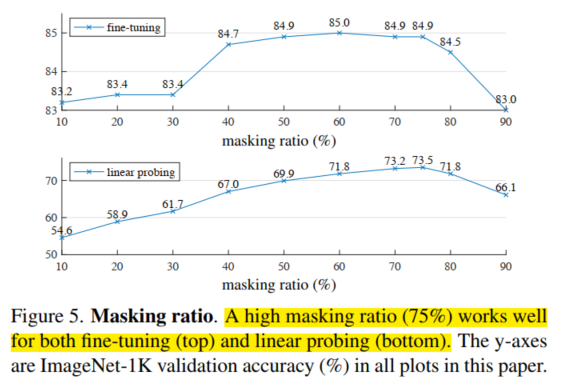 fine-tuning
85
84
83
83.2
83.4
83.4
84.7
84.9
85.0
84.9
84.9
84.5
83.0
10 20 30 40 50 60 70 80 90
masking ratio (%)
linear probing
70
60
50
54.6
58.9
61.7
67.0
69.9
71.8
73.2
73.5
71.8
66.1
10 20 30 40 50 60 70 80 90
masking ratio (%)
Figure 5. Masking ratio. A high masking ratio (75%) works well
for both fine-tuning (top) and linear probing (bottom). The y-axes
are ImageNet-1K validation accuracy (%) in all plots in this paper.